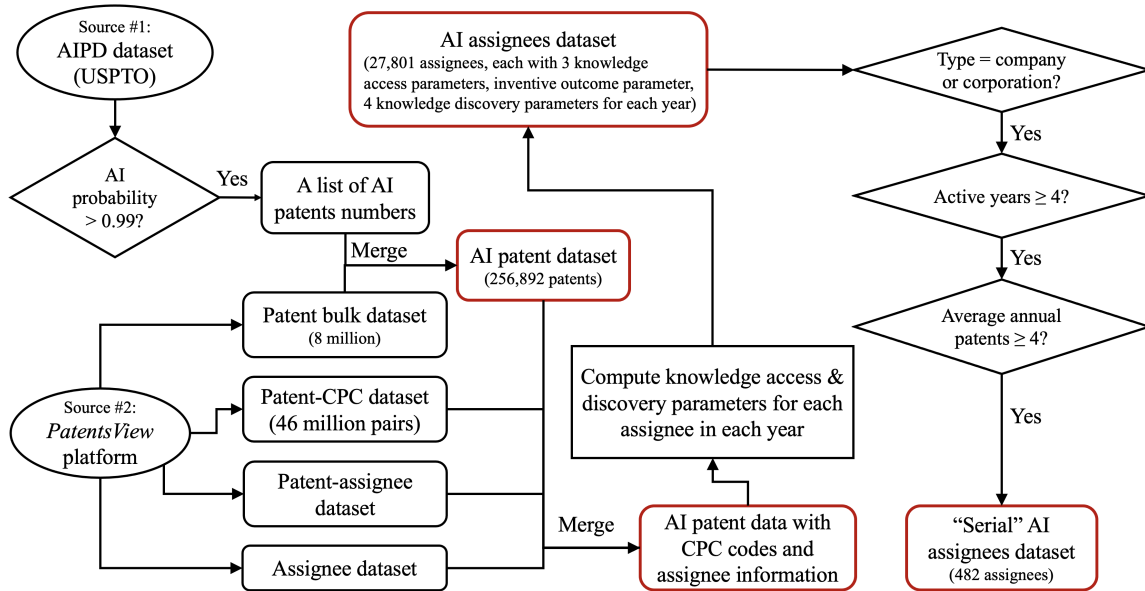 Source #1:
AIPD dataset
(USPTO)
AI
probability
> 0.99?
Yes
A list of AI
patents numbers
Merge
AI patent dataset
(256,892 patents)
Patent bulk dataset
(8 million)
Source #2:
PatentsView
platform
Patent-CPC dataset
(46 million pairs)
Patent-assignee
dataset
Assignee dataset
Merge
AI patent data with
CPC codes and
assignee information
Compute knowledge access &
discovery parameters for each
assignee in each year
AI assignees dataset
(27,801 assignees, each with 3 knowledge
access parameters, inventive outcome parameter,
4 knowledge discovery parameters for each year)
Type = company
or corporation?
Yes
Active years ≥ 4?
Yes
Average annual
patents ≥ 4?
Yes
“Serial” AI
assignees dataset
(482 assignees)